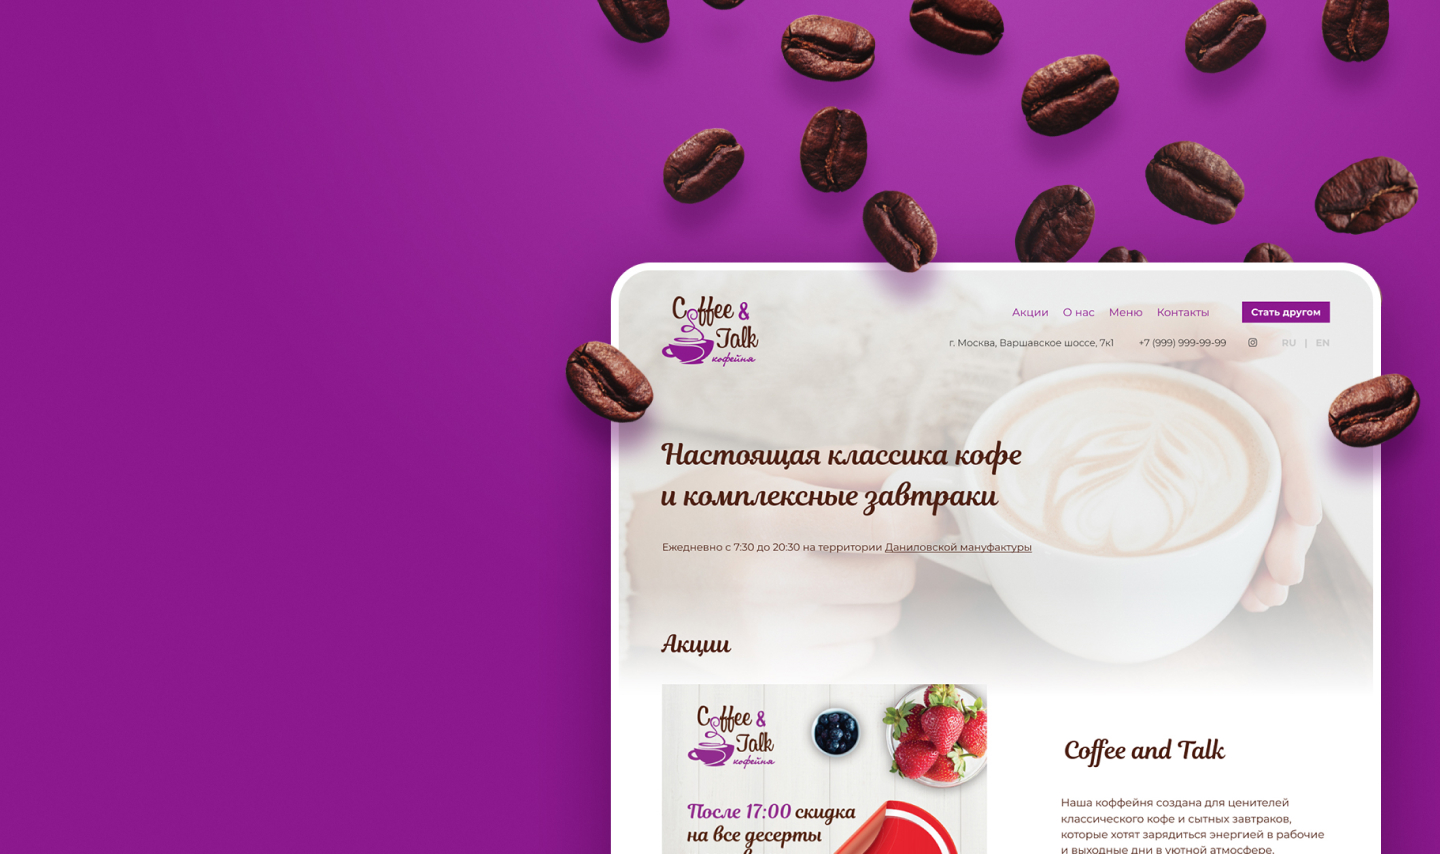 Coffee &
Talk
кофейня
Акции О нас Меню Контакты Стать другом
г. Москва, Варшавское шоссе, 7к1 +7 (999) 999-99-99 RU | EN
Настоящая классика кофе
и комплексные завтраки
Ежедневно с 7:30 до 20:30 на территории Даниловской мануфактуры
Акции
Coffee &
Talk
кофейня
После 17:00 скидка
на все десерты
Coffee and Talk
Наша коффейня создана для ценителей
классического кофе и сытных завтраков,
которые хотят зарядиться энергией в рабочие
и выходные дни в уютной атмосфере.